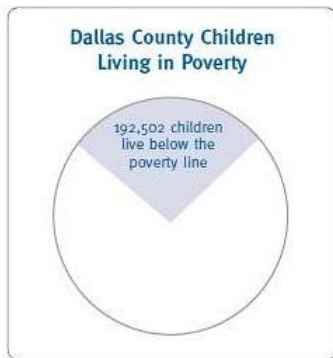 Dallas County Children
Living in Poverty
192,502 children
live below the
poverty line